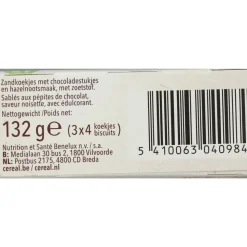 Zandkoekjes met chocoladestukjes
en hazelnootsmaak, met zoetstof.
Sablés aux pépites de chocolat,
saveur noisette, avec édulcorant.
Nettogewicht /Poids net:
132 g℮ (3x4 koekjes
biscuits)
Nutrition et Santé Benelux n.v. / s.a.
B: Medialaan 30 bus 2, 1800 Vilvoorde
NL: Postbus 2175, 4800 CD Breda
cereal.be / cereal.nl
5 410063 04098